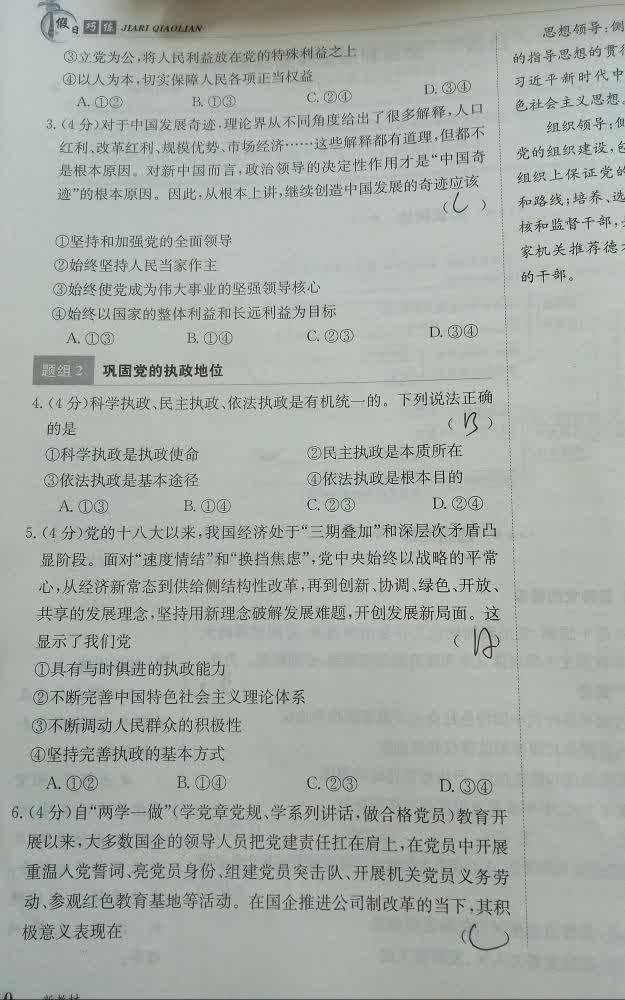 假日巧练 JIARI QIAOLIAN
③立党为公,将人民利益放在党的特殊利益之上
④以人为本,切实保障人民各项正当权益
A. ①② B. ①③ C. ②④ D. ③④
3. (4 分)对于中国发展奇迹,理论界从不同角度给出了很多解释,人口
红利、改革红利、规模优势、市场经济……这些解释都有道理,但都不
是根本原因。对新中国而言,政治领导的决定性作用才是“中国奇
迹”的根本原因。因此,从根本上讲,继续创造中国发展的奇迹应该
( C )
①坚持和加强党的全面领导
②始终坚持人民当家作主
③始终使党成为伟大事业的坚强领导核心
④始终以国家的整体利益和长远利益为目标
A. ①③ B. ①④ C. ②③ D. ③④
题组 2 巩固党的执政地位
4. (4 分)科学执政、民主执政、依法执政是有机统一的。下列说法正确
的是 ( B )
①科学执政是执政使命 ②民主执政是本质所在
③依法执政是基本途径 ④依法执政是根本目的
A. ①③ B. ①④ C. ②③ D. ②④
5. (4 分)党的十八大以来,我国经济处于“三期叠加”和深层次矛盾凸
显阶段。面对“速度情结”和“换挡焦虑”,党中央始终以战略的平常
心,从经济新常态到供给侧结构性改革,再到创新、协调、绿色、开放、
共享的发展理念,坚持用新理念破解发展难题,开创发展新局面。这
显示了我们党 ( A
①具有与时俱进的执政能力
②不断完善中国特色社会主义理论体系
③不断调动人民群众的积极性
④坚持完善执政的基本方式
A. ①② B. ①④ C. ②③ D. ③④
6. (4 分)自“两学一做”(学党章党规、学系列讲话,做合格党员)教育开
展以来,大多数国企的领导人员把党建责任扛在肩上,在党员中开展
重温入党誓词、亮党员身份、组建党员突击队、开展机关党员义务劳
动、参观红色教育基地等活动。在国企推进公司制改革的当下,其积
极意义表现在 ( C )
思想领导:侧
的指导思想的贯彻
习近平新时代中
色社会主义思想。
组织领导:侧
党的组织建设,包
组织上保证党的
和路线;培养、选
核和监督干部,
家机关推荐德才
的干部。